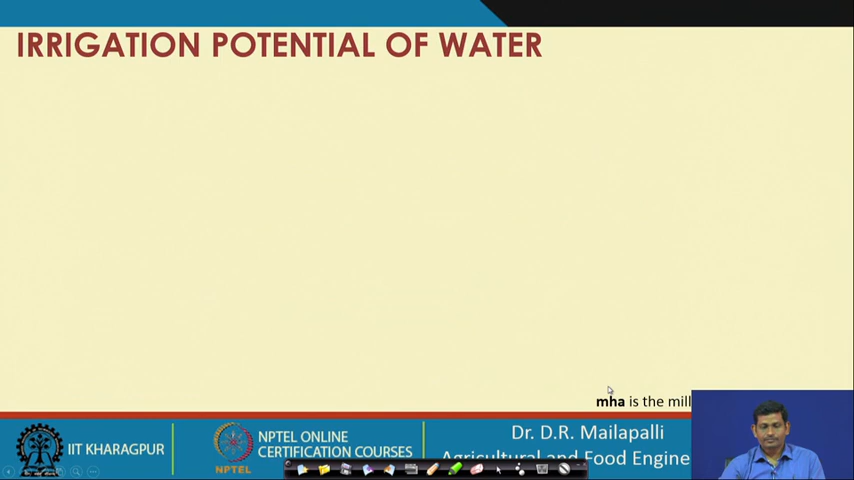 IRRIGATION POTENTIAL OF WATER
mha is the mill
IIT KHARAGPUR
NPTEL
NPTEL ONLINE
CERTIFICATION COURSES
Dr. D.R. Mailapalli
Agricultural and Food Engine